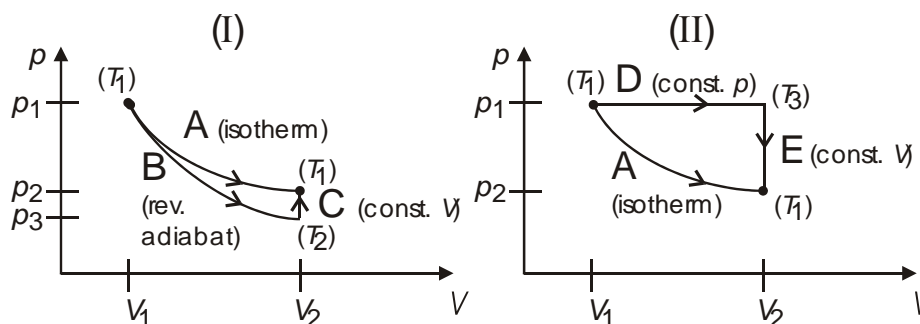 (I)
p
(T1)
p1
A (isotherm)
B
(rev.
adiabat)
(T1)
p2
C (const. V)
p3
(T2)
V1
V2
V
(II)
p
(T1)
D (const. p)
(T3)
p1
E (const. V)
A
(isotherm)
p2
(T1)
V1
V2